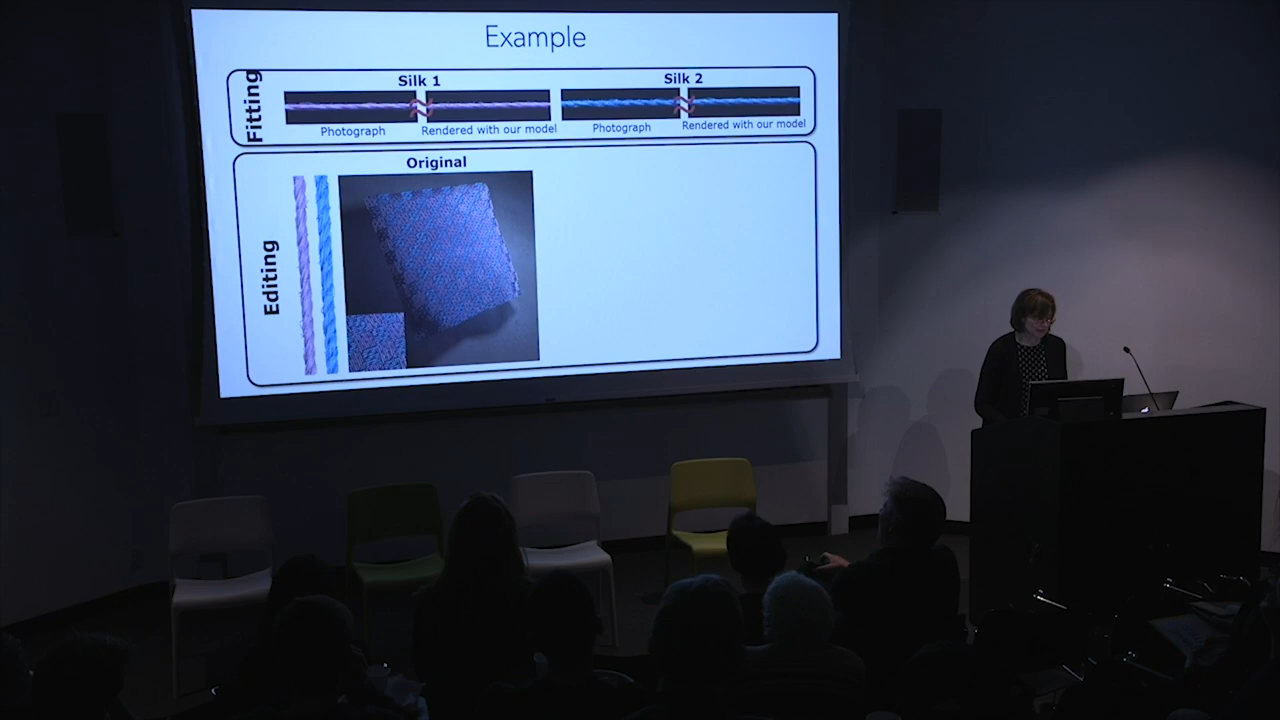 Example
Fitting
Silk 1
Silk 2
Photograph
Rendered with our model
Photograph
Rendered with our model
Editing
Original